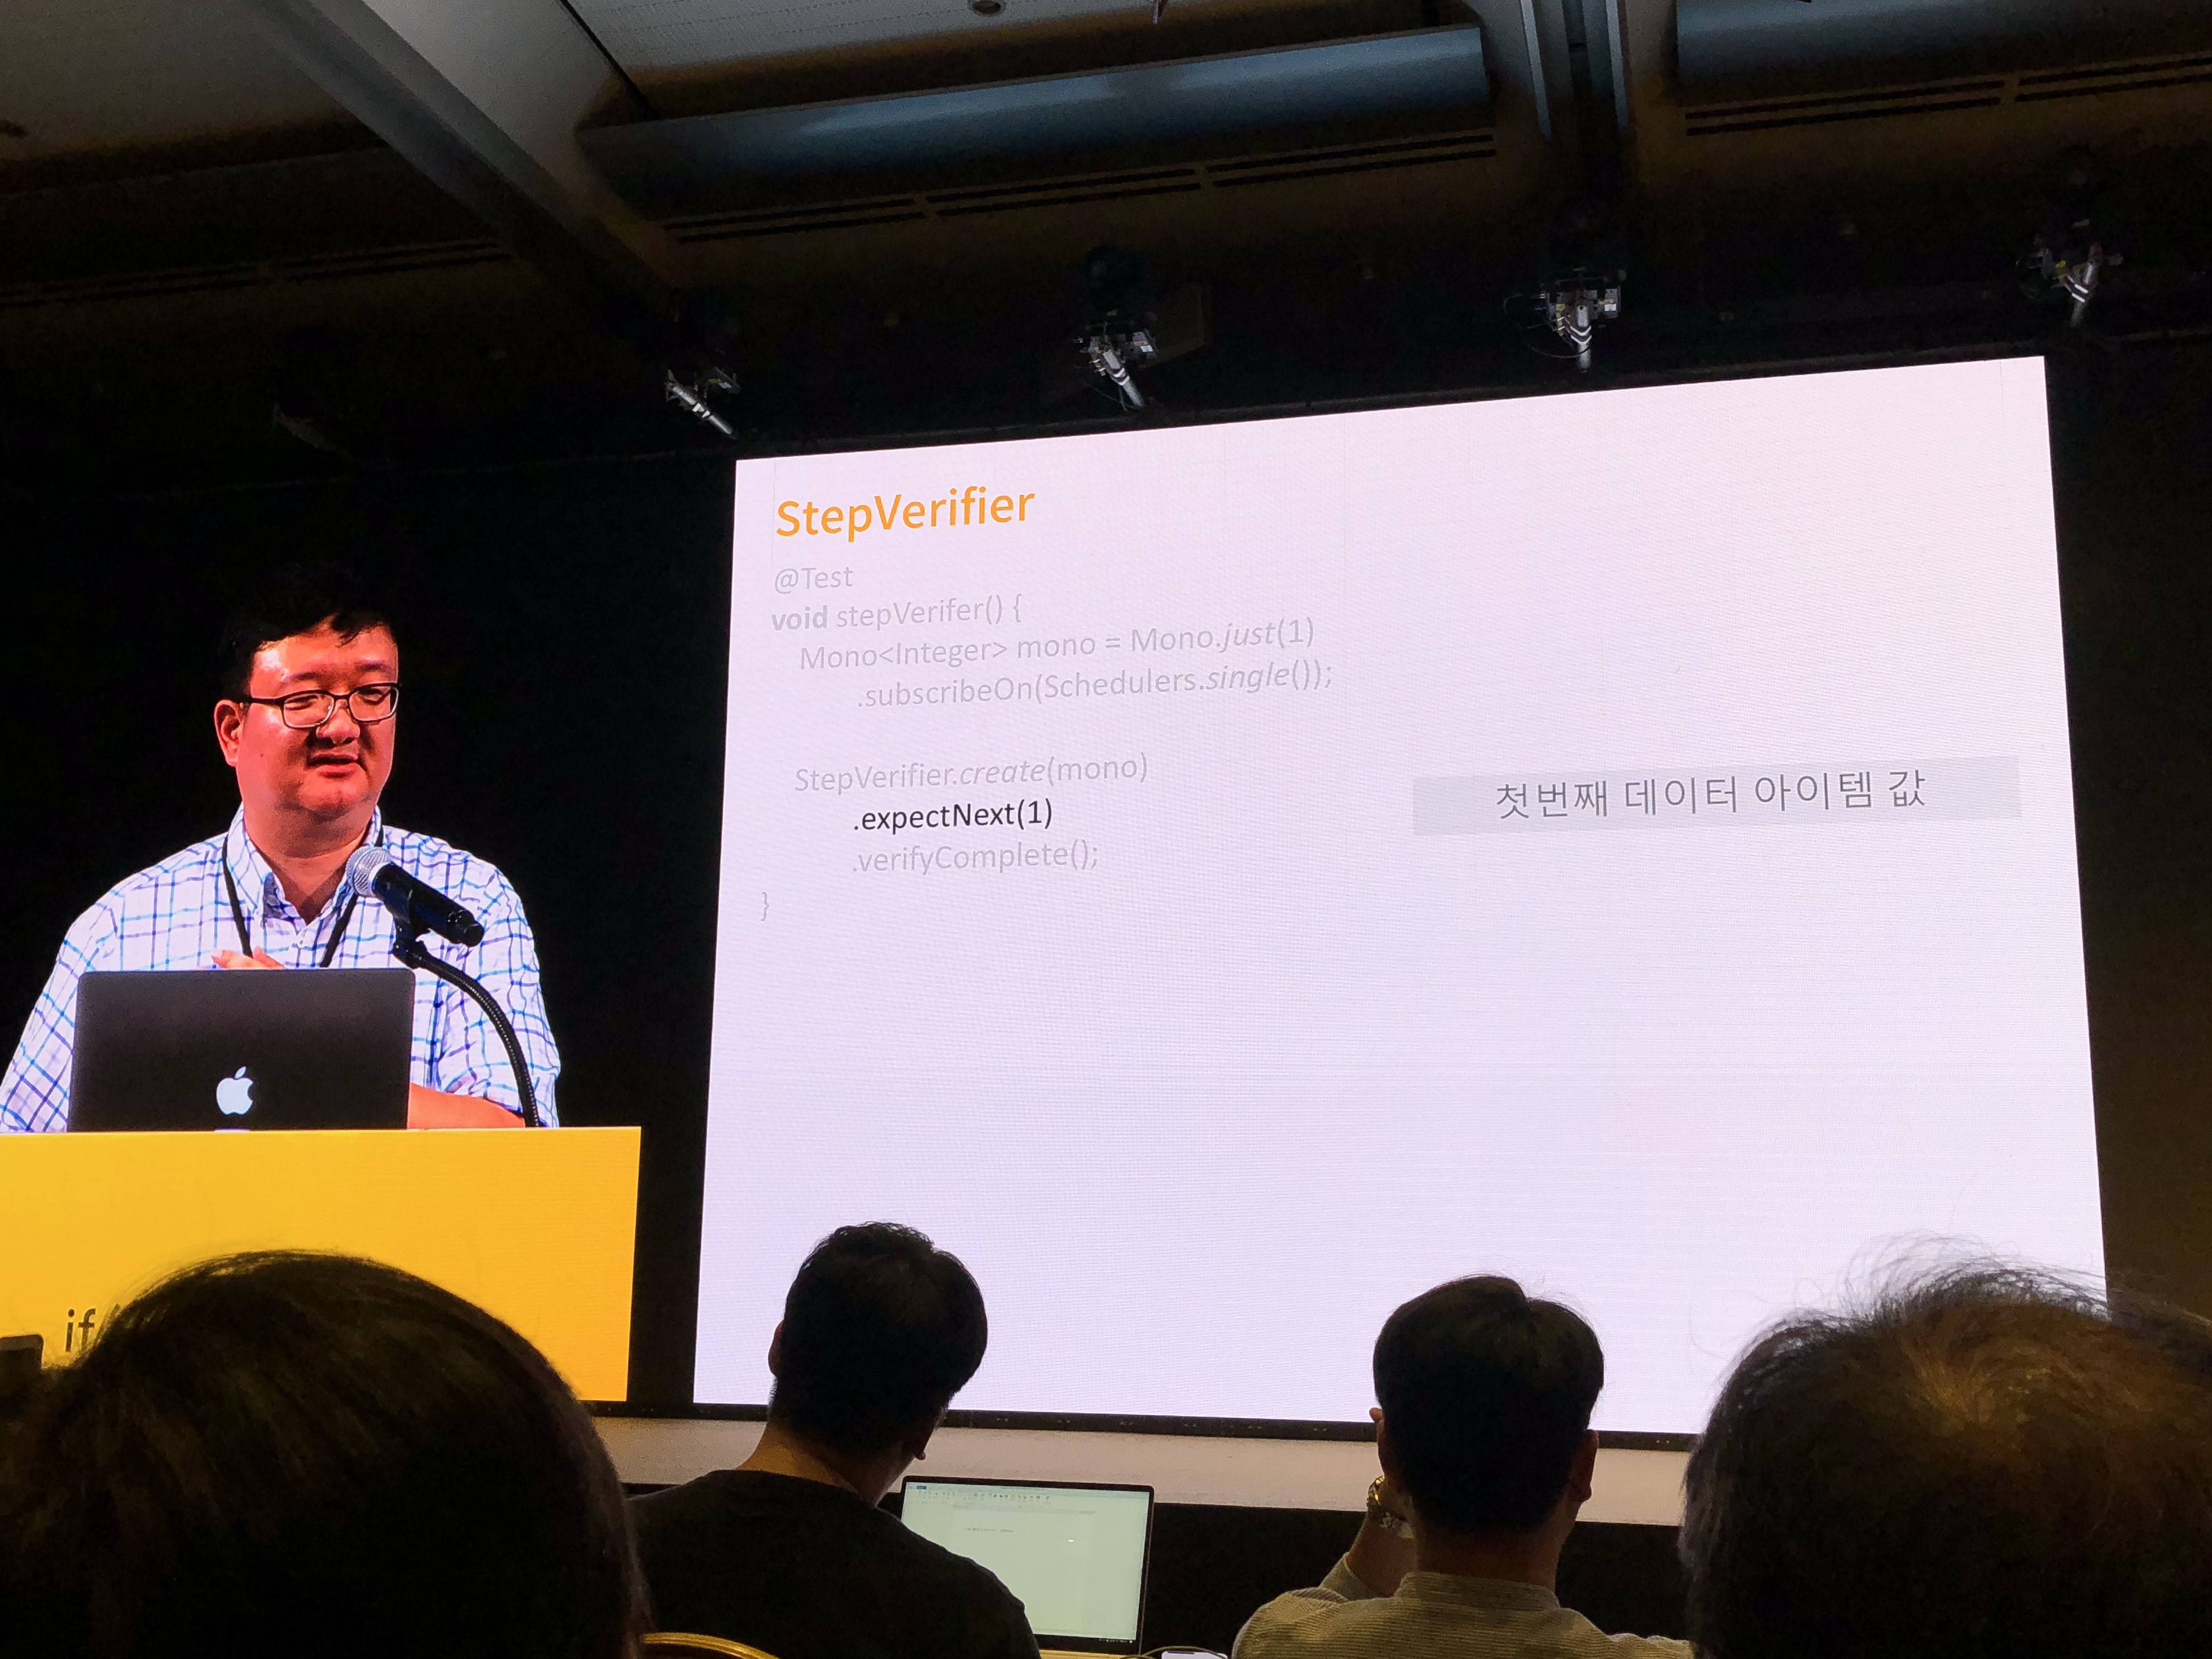 StepVerifier
@Test
void stepVerifer() {
Mono<Integer> mono = Mono.just(1)
.subscribeOn(Schedulers.single());
StepVerifier.create(mono)
.expectNext(1)
첫번째 데이터 아이템 값
.verifyComplete();
}
if